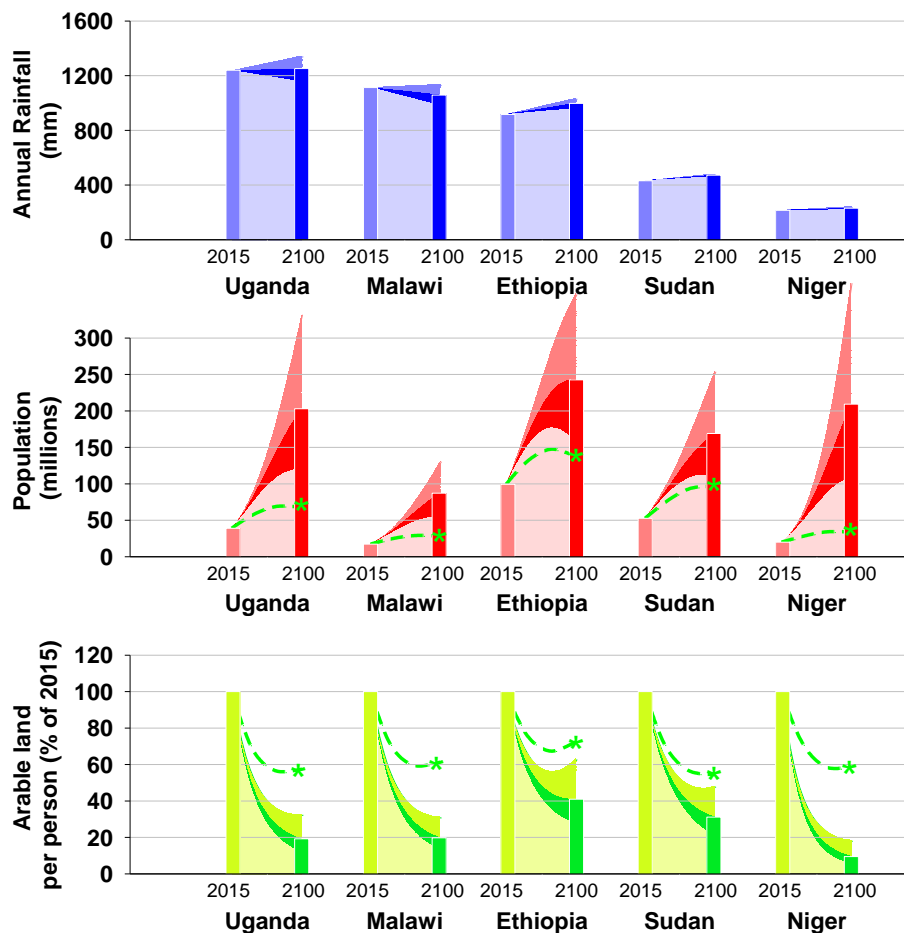 Annual Rainfall
(mm)
1600
1200
800
400
0
2015 2100 2015 2100 2015 2100 2015 2100 2015 2100
Uganda Malawi Ethiopia Sudan Niger
Population
(millions)
300
250
200
150
100
50
0
2015 2100 2015 2100 2015 2100 2015 2100 2015 2100
Uganda Malawi Ethiopia Sudan Niger
Arable land
per person (% of 2015)
120
100
80
60
40
20
0
2015 2100 2015 2100 2015 2100 2015 2100 2015 2100
Uganda Malawi Ethiopia Sudan Niger